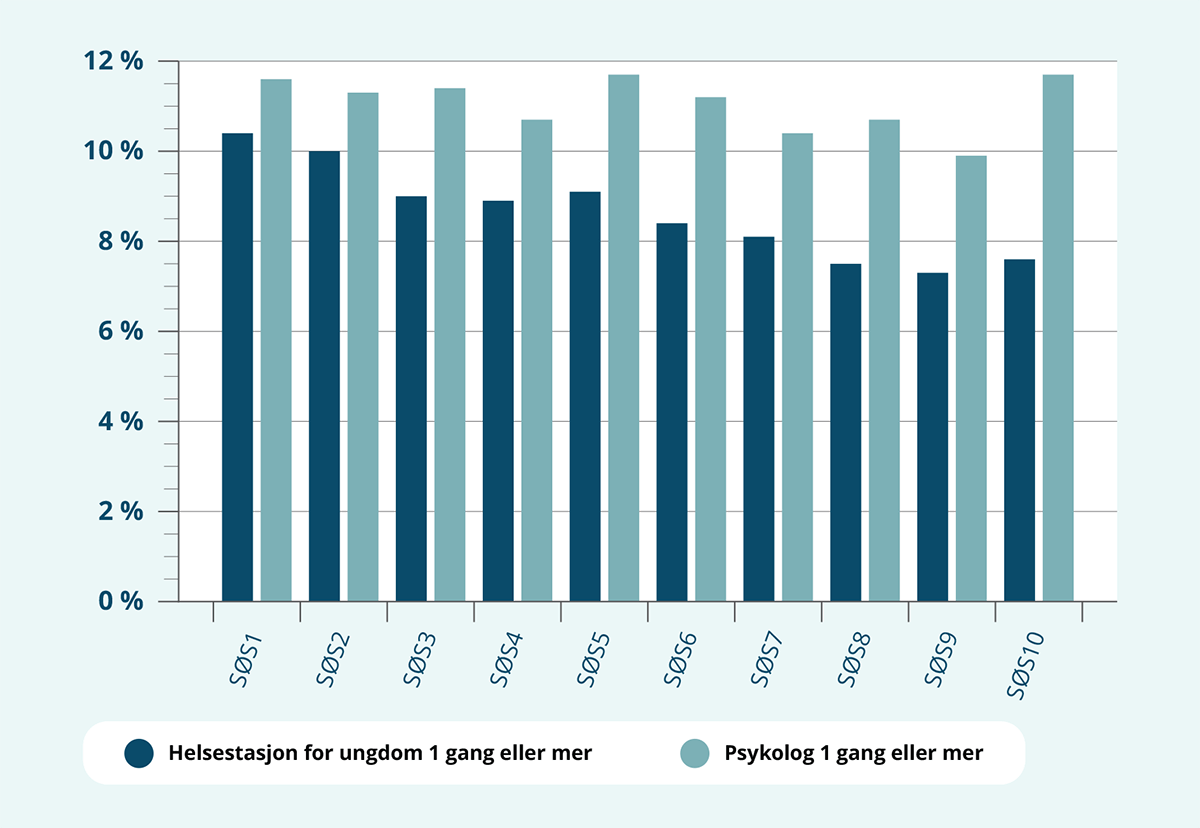 12 %
10 %
8 %
6 %
4 %
2 %
0 %
SØS1
SØS2
SØS3
SØS4
SØS5
SØS6
SØS7
SØS8
SØS9
SØS10
Helsestasjon for ungdom 1 gang eller mer
Psykolog 1 gang eller mer